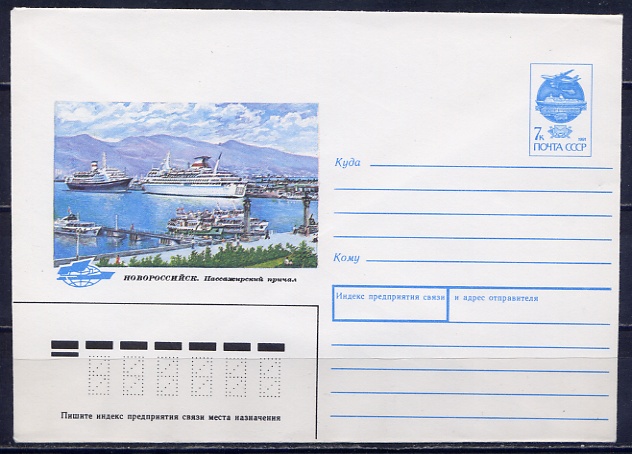 7к
1991
ПОЧТА СССР
Куда
Кому
НОВОРОССИЙСК. Пассажирский причал
Индекс предприятия связи и адрес отправителя
Пишите индекс предприятия связи места назначения